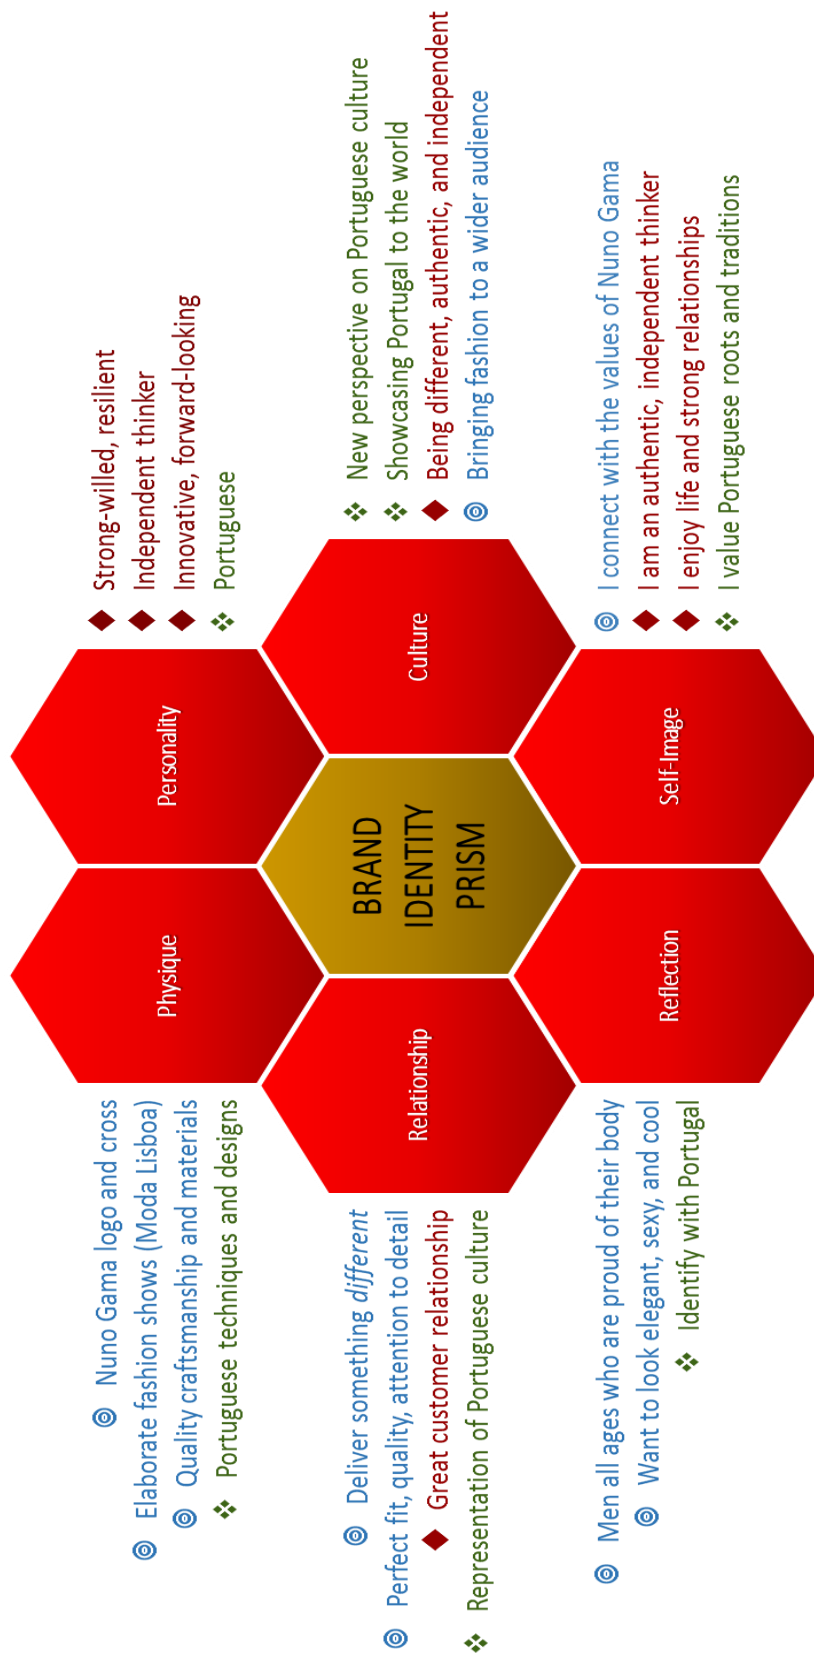 Nuno Gama logo and cross
Elaborate fashion shows (Moda Lisboa)
Quality craftsmanship and materials
Portuguese techniques and designs
Physique
Personality
Strong-willed, resilient
Independent thinker
Innovative, forward-looking
Portuguese
Deliver something different
Perfect fit, quality, attention to detail
Great customer relationship
Representation of Portuguese culture
Relationship
BRAND
IDENTITY
PRISM
Culture
New perspective on Portuguese culture
Showcasing Portugal to the world
Being different, authentic, and independent
Bringing fashion to a wider audience
Men all ages who are proud of their body
Want to look elegant, sexy, and cool
Identify with Portugal
Reflection
Self-Image
I connect with the values of Nuno Gama
I am an authentic, independent thinker
I enjoy life and strong relationships
I value Portuguese roots and traditions